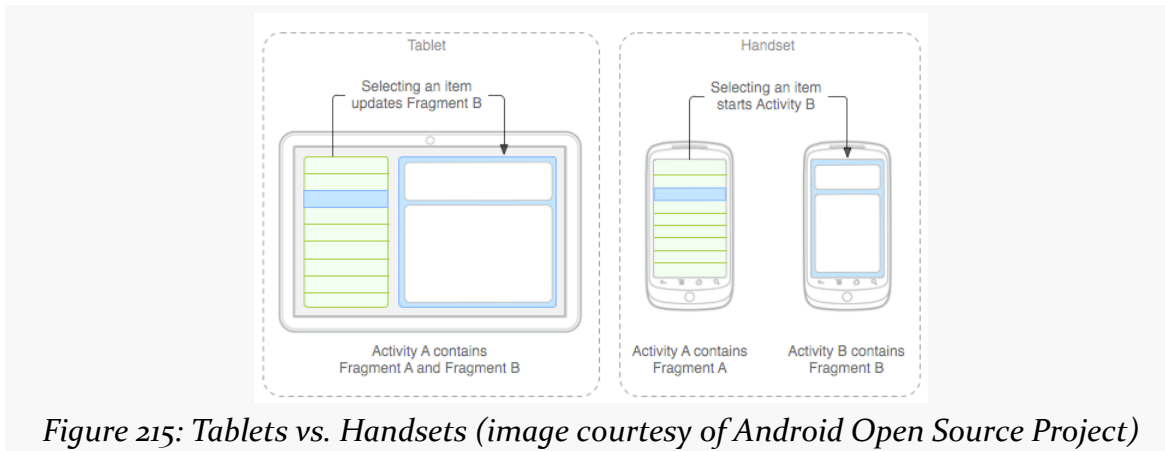 Tablet
Selecting an item
updates Fragment B
Activity A contains
Fragment A and Fragment B
Handset
Selecting an item
starts Activity B
Activity A contains
Fragment A
Activity B contains
Fragment B
Figure 215: Tablets vs. Handsets (image courtesy of Android Open Source Project)